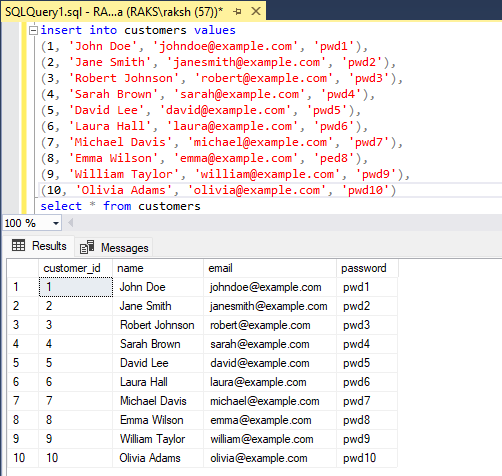 SQLQuery1.sql - RA...a (RAKS\raksh (57))*
insert into customers values
(1, 'John Doe', 'johndoe@example.com', 'pwd1'),
(2, 'Jane Smith', 'janesmith@example.com', 'pwd2'),
(3, 'Robert Johnson', 'robert@example.com', 'pwd3'),
(4, 'Sarah Brown', 'sarah@example.com', 'pwd4'),
(5, 'David Lee', 'david@example.com', 'pwd5'),
(6, 'Laura Hall', 'laura@example.com', 'pwd6'),
(7, 'Michael Davis', 'michael@example.com', 'pwd7'),
(8, 'Emma Wilson', 'emma@example.com', 'ped8'),
(9, 'William Taylor', 'william@example.com', 'pwd9'),
(10, 'Olivia Adams', 'olivia@example.com', 'pwd10')
select * from customers
100 %
Results Messages
customer_id name email password
1 1 John Doe johndoe@example.com pwd1
2 2 Jane Smith janesmith@example.com pwd2
3 3 Robert Johnson robert@example.com pwd3
4 4 Sarah Brown sarah@example.com pwd4
5 5 David Lee david@example.com pwd5
6 6 Laura Hall laura@example.com pwd6
7 7 Michael Davis michael@example.com pwd7
8 8 Emma Wilson emma@example.com pwd8
9 9 William Taylor william@example.com pwd9
10 10 Olivia Adams olivia@example.com pwd10